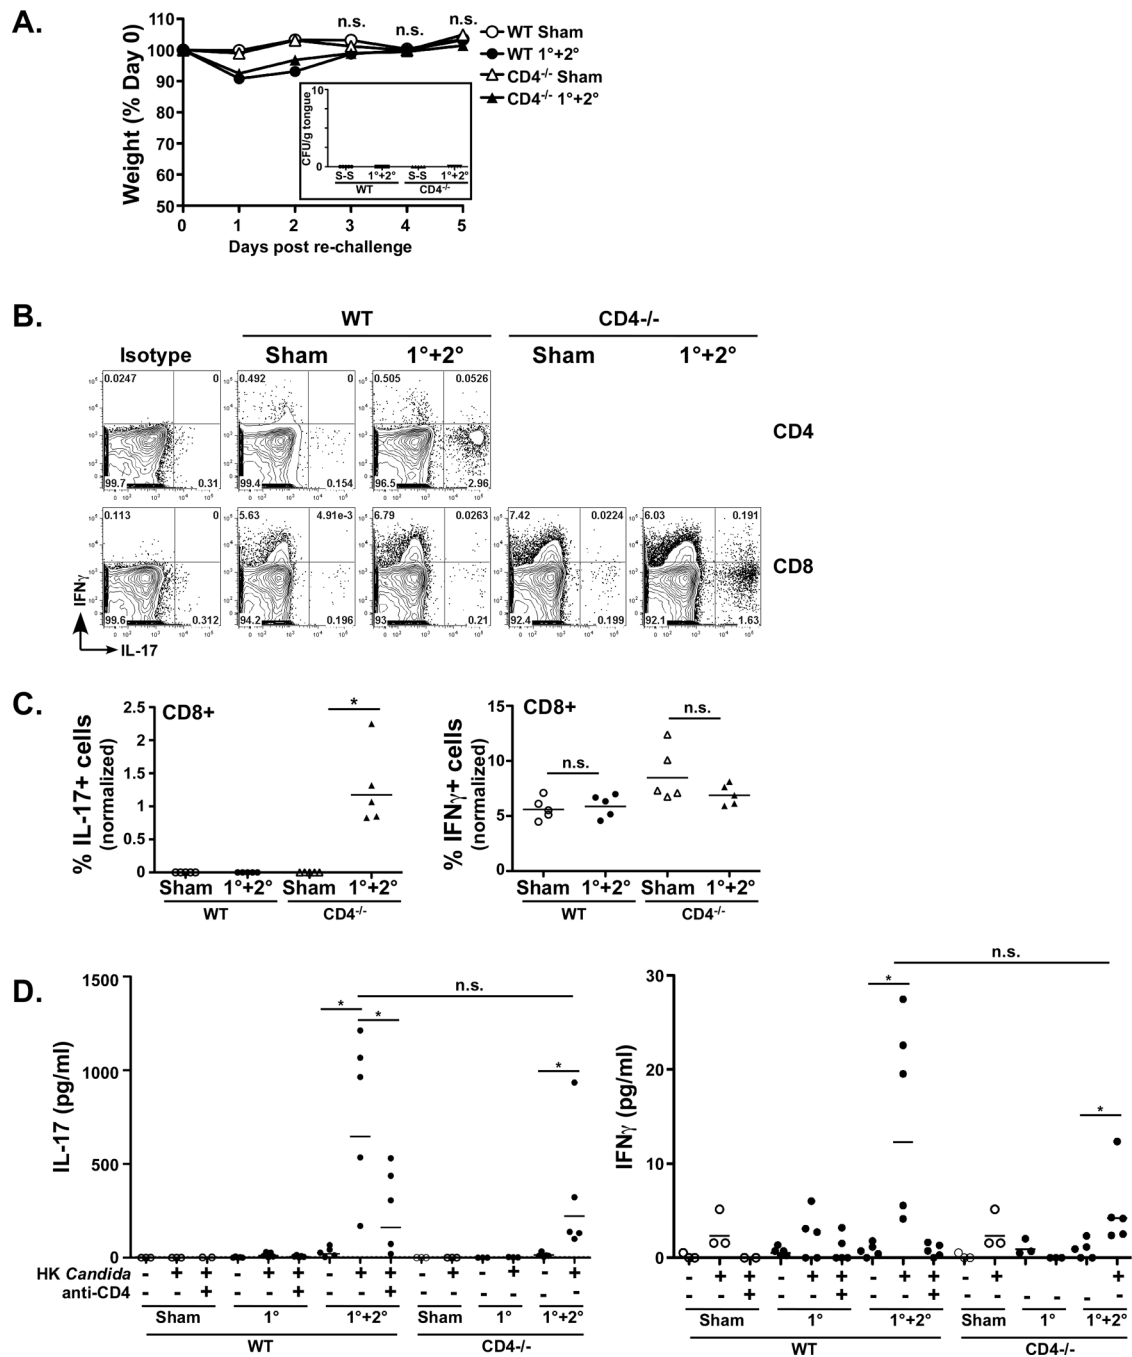 A.
Weight (% Day 0)
110
100
90
80
70
60
50
0 1 2 3 4 5
Days post re-challenge
n.s. n.s. n.s.
WT Sham
WT 1°+2°
CD4-/- Sham
CD4-/- 1°+2°
CFU/g tongue
10
0
S-S 1°+2° S-S 1°+2°
WT CD4-/-
B.
WT CD4-/-
Isotype Sham 1°+2° Sham 1°+2°
0.0247 0 0.492 0 0.505 0.0526
CD4
99.7 0.31 99.4 0.154 96.5 2.96
0.113 0 5.63 4.91e-3 6.79 0.0263 7.42 0.0224 6.03 0.191
CD8
99.6 0.312 94.2 0.196 93 0.21 92.4 0.199 92.1 1.63
IFNγ
IL-17
C.
% IL-17+ cells
(normalized)
CD8+
*
2.5
2
1.5
1
0.5
0
Sham 1°+2° Sham 1°+2°
WT CD4-/-
% IFNγ+ cells
(normalized)
CD8+
n.s. n.s.
15
10
5
0
Sham 1°+2° Sham 1°+2°
WT CD4-/-
D.
IL-17 (pg/ml)
1500
1000
500
0
n.s.
* * *
HK Candida - + + - + + - + + - + - + - +
anti-CD4 - - + - - + - - + - - - - - -
Sham 1° 1°+2° Sham 1° 1°+2°
WT CD4-/-
IFNγ (pg/ml)
30
20
10
0
n.s.
* *
- + + - + + - + + - + - + - +
- - + - - + - - + - - - - - -
Sham 1° 1°+2° Sham 1° 1°+2°
WT CD4-/-